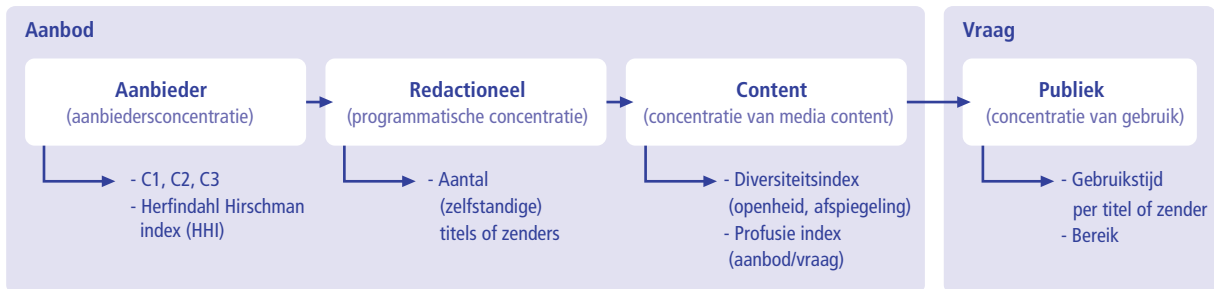 Aanbod
Aanbieder
(aanbiedersconcentratie)
- C1, C2, C3
- Herfindahl Hirschman
index (HHI)
Redactioneel
(programmatische concentratie)
- Aantal
(zelfstandige)
titels of zenders
Content
(concentratie van media content)
- Diversiteitsindex
(openheid, afspiegeling)
- Profusie index
(aanbod/vraag)
Vraag
Publiek
(concentratie van gebruik)
- Gebruikstijd
per titel of zender
- Bereik